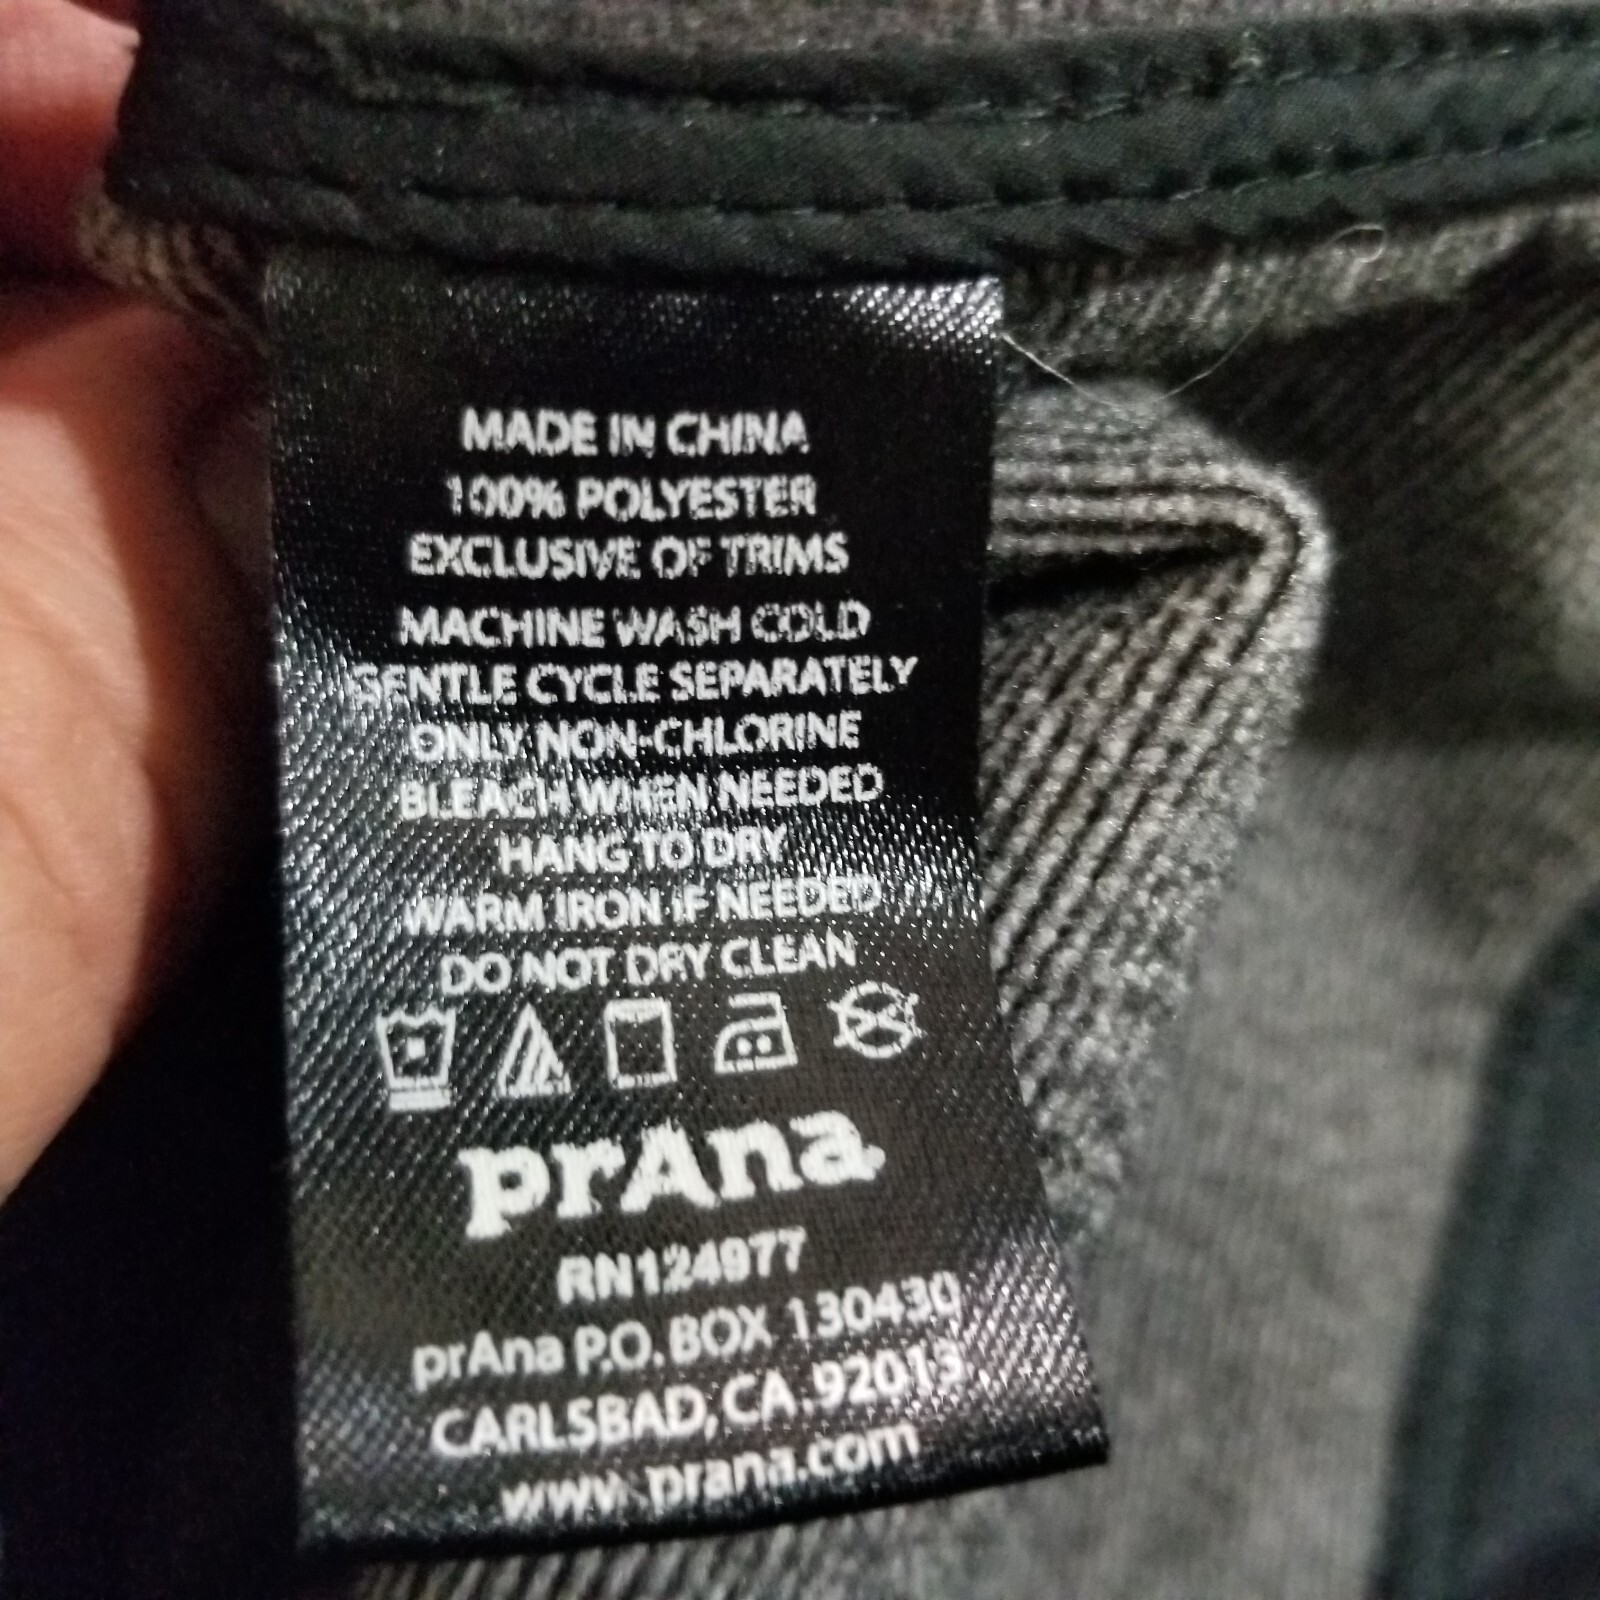 MADE IN CHINA
100% POLYESTER
EXCLUSIVE OF TRIMS
MACHINE WASH COLD
GENTLE CYCLE SEPARATELY
ONLY NON-CHLORINE
BLEACH WHEN NEEDED
HANG TO DRY
WARM IRON IF NEEDED
DO NOT DRY CLEAN
prAna
RN124977
prAna P.O. BOX 130430
CARLSBAD, CA. 92013
www.prana.com